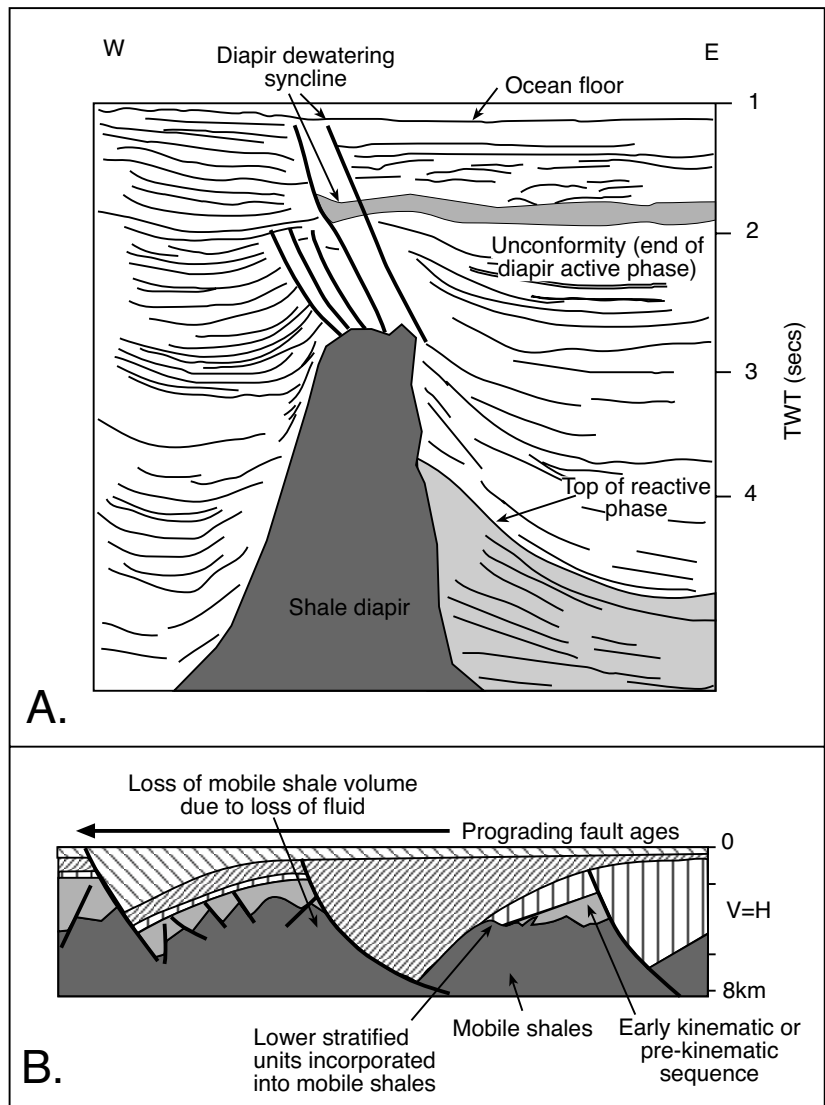 W
Diapir dewatering
syncline
E
Ocean floor
1
2
Unconformity (end of
diapir active phase)
3
TWT (secs)
Top of reactive
phase
4
Shale diapir
A.
Loss of mobile shale volume
due to loss of fluid
Prograding fault ages
0
V=H
8km
Lower stratified
units incorporated
into mobile shales
Mobile shales
Early kinematic or
pre-kinematic
sequence
B.